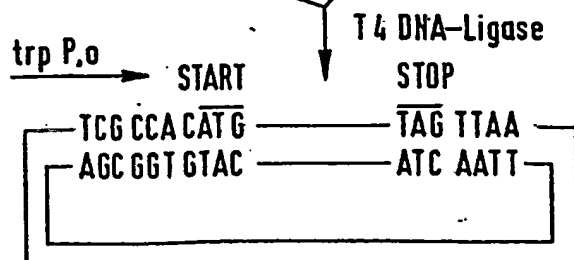 T4 DNA-Ligase
trp P,o
START STOP
TCG CCA CATG TAG TTAA
AGC GGT GTAC ATC AATT